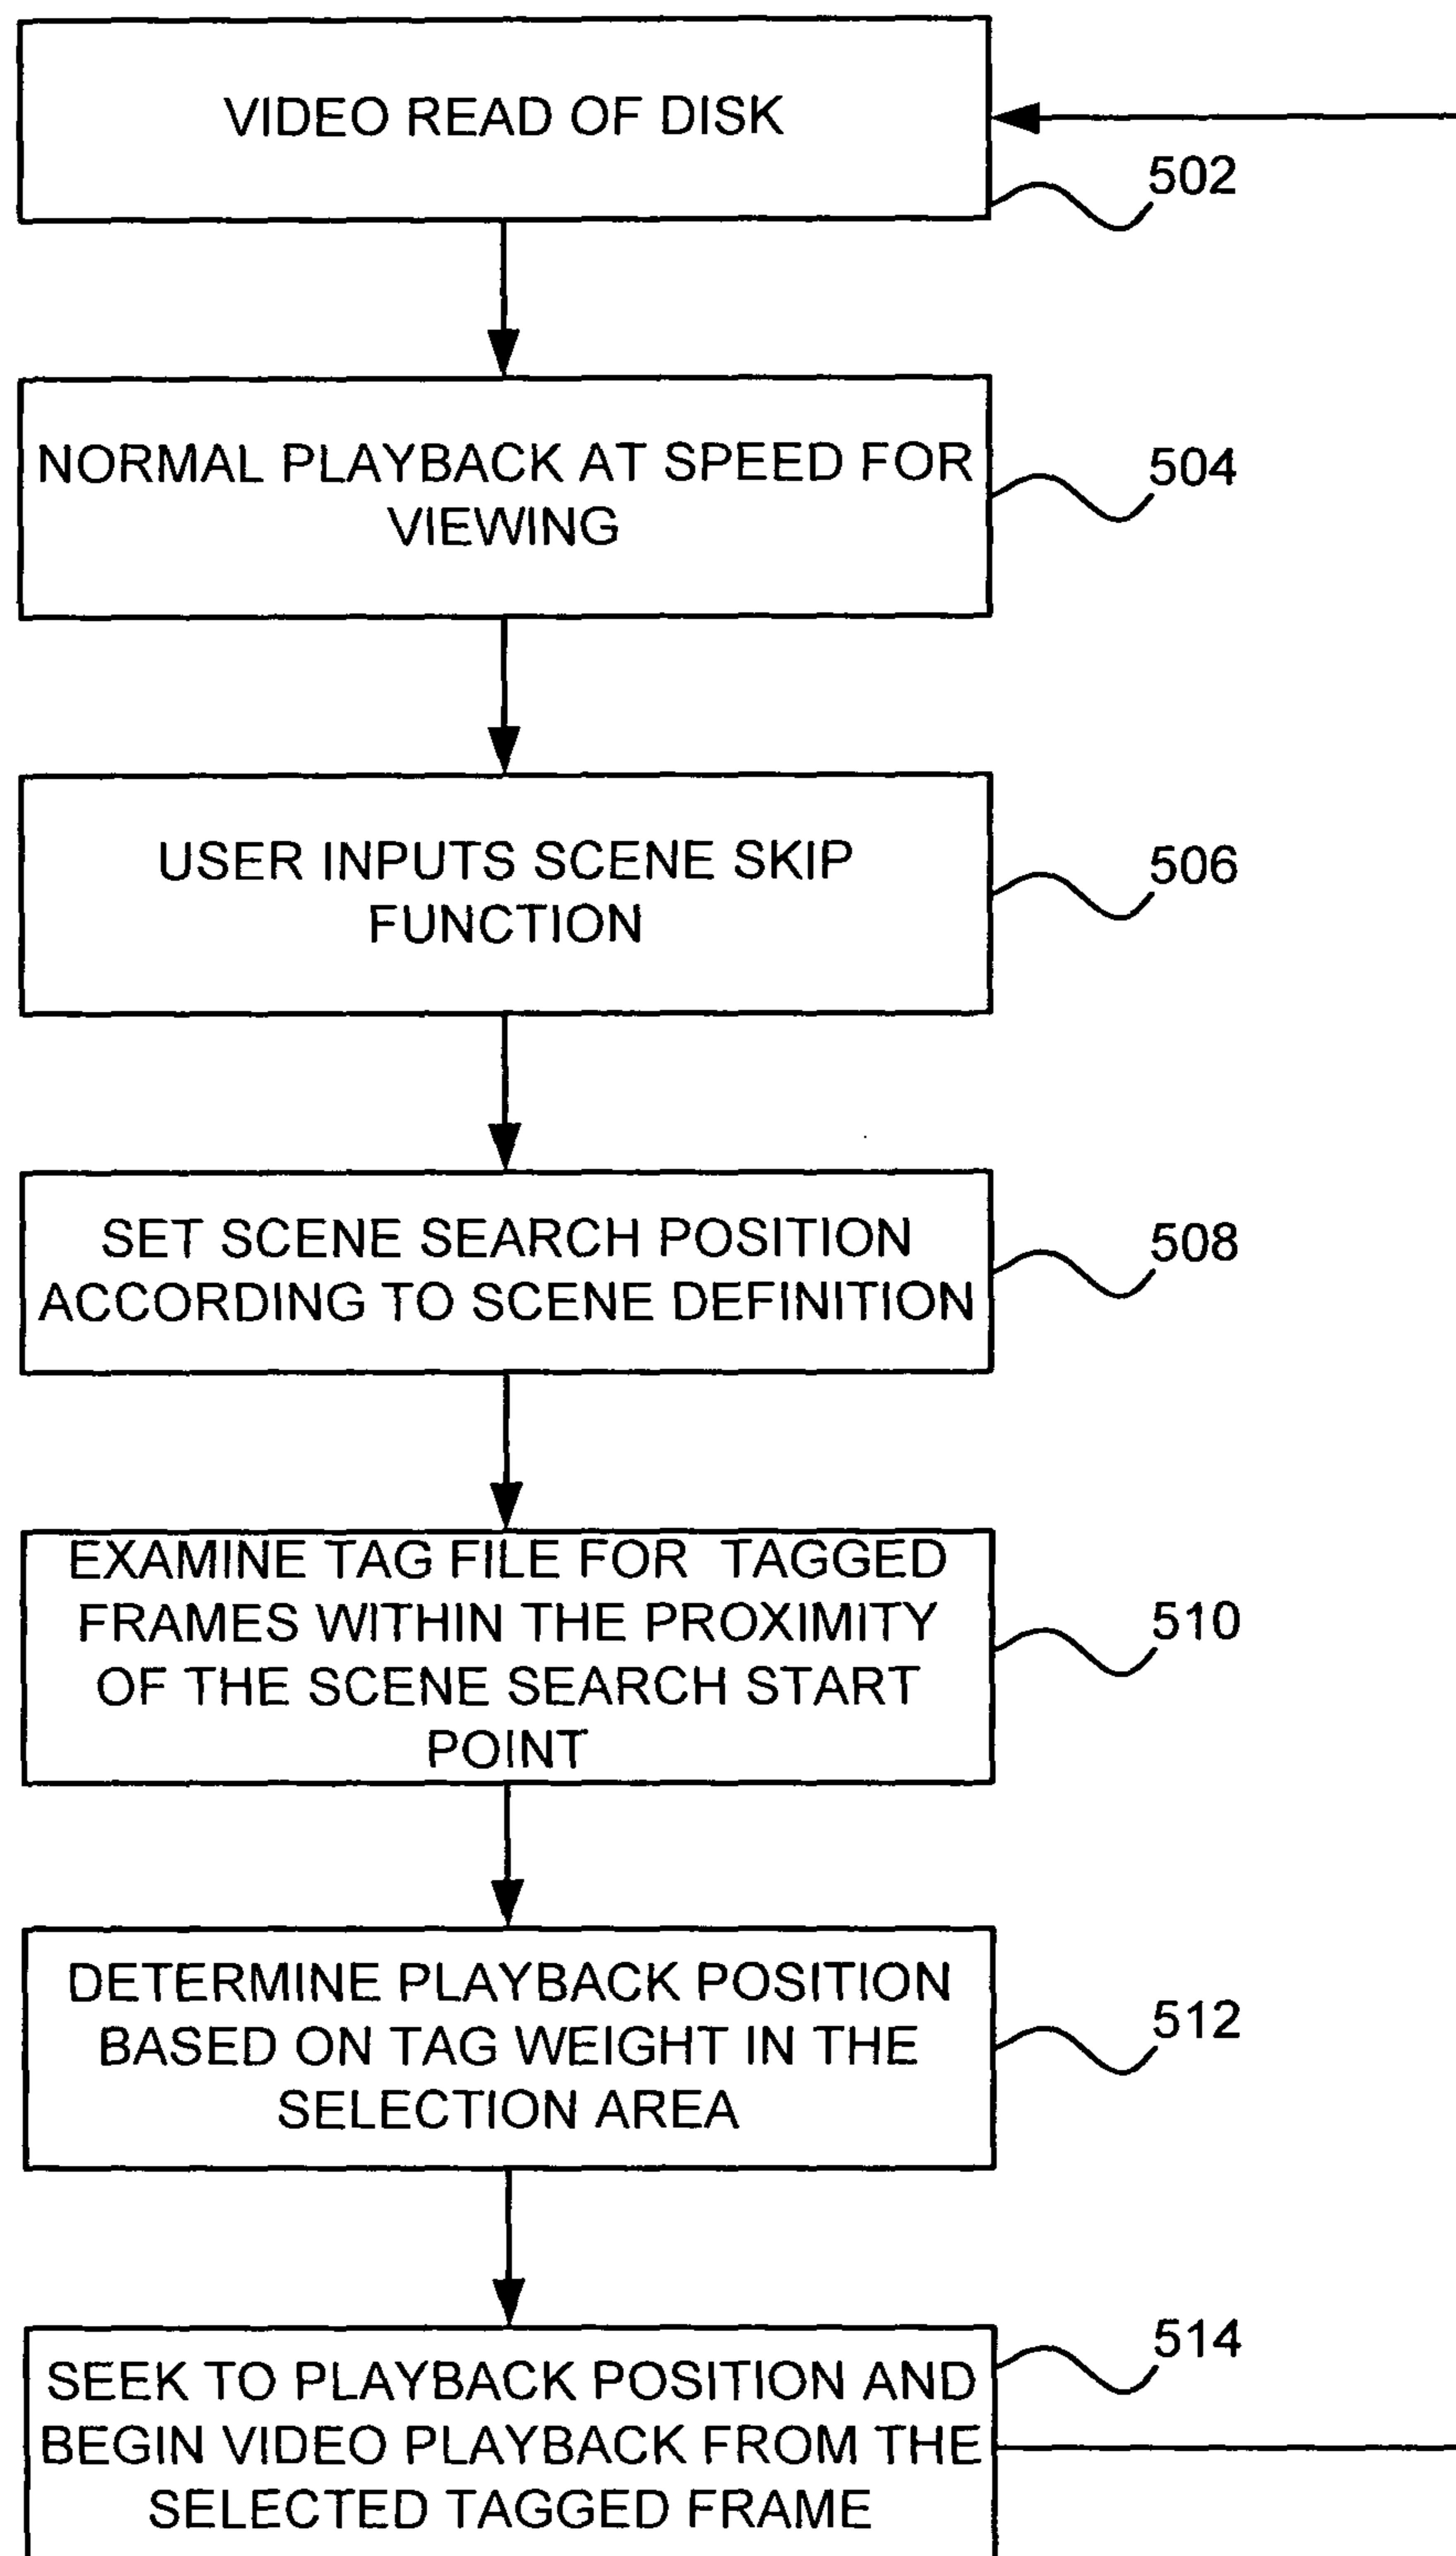 VIDEO READ OF DISK
502
NORMAL PLAYBACK AT SPEED FOR
VIEWING
504
USER INPUTS SCENE SKIP
FUNCTION
506
SET SCENE SEARCH POSITION
ACCORDING TO SCENE DEFINITION
508
EXAMINE TAG FILE FOR TAGGED
FRAMES WITHIN THE PROXIMITY
OF THE SCENE SEARCH START
POINT
510
DETERMINE PLAYBACK POSITION
BASED ON TAG WEIGHT IN THE
SELECTION AREA
512
SEEK TO PLAYBACK POSITION AND
BEGIN VIDEO PLAYBACK FROM THE
SELECTED TAGGED FRAME
514